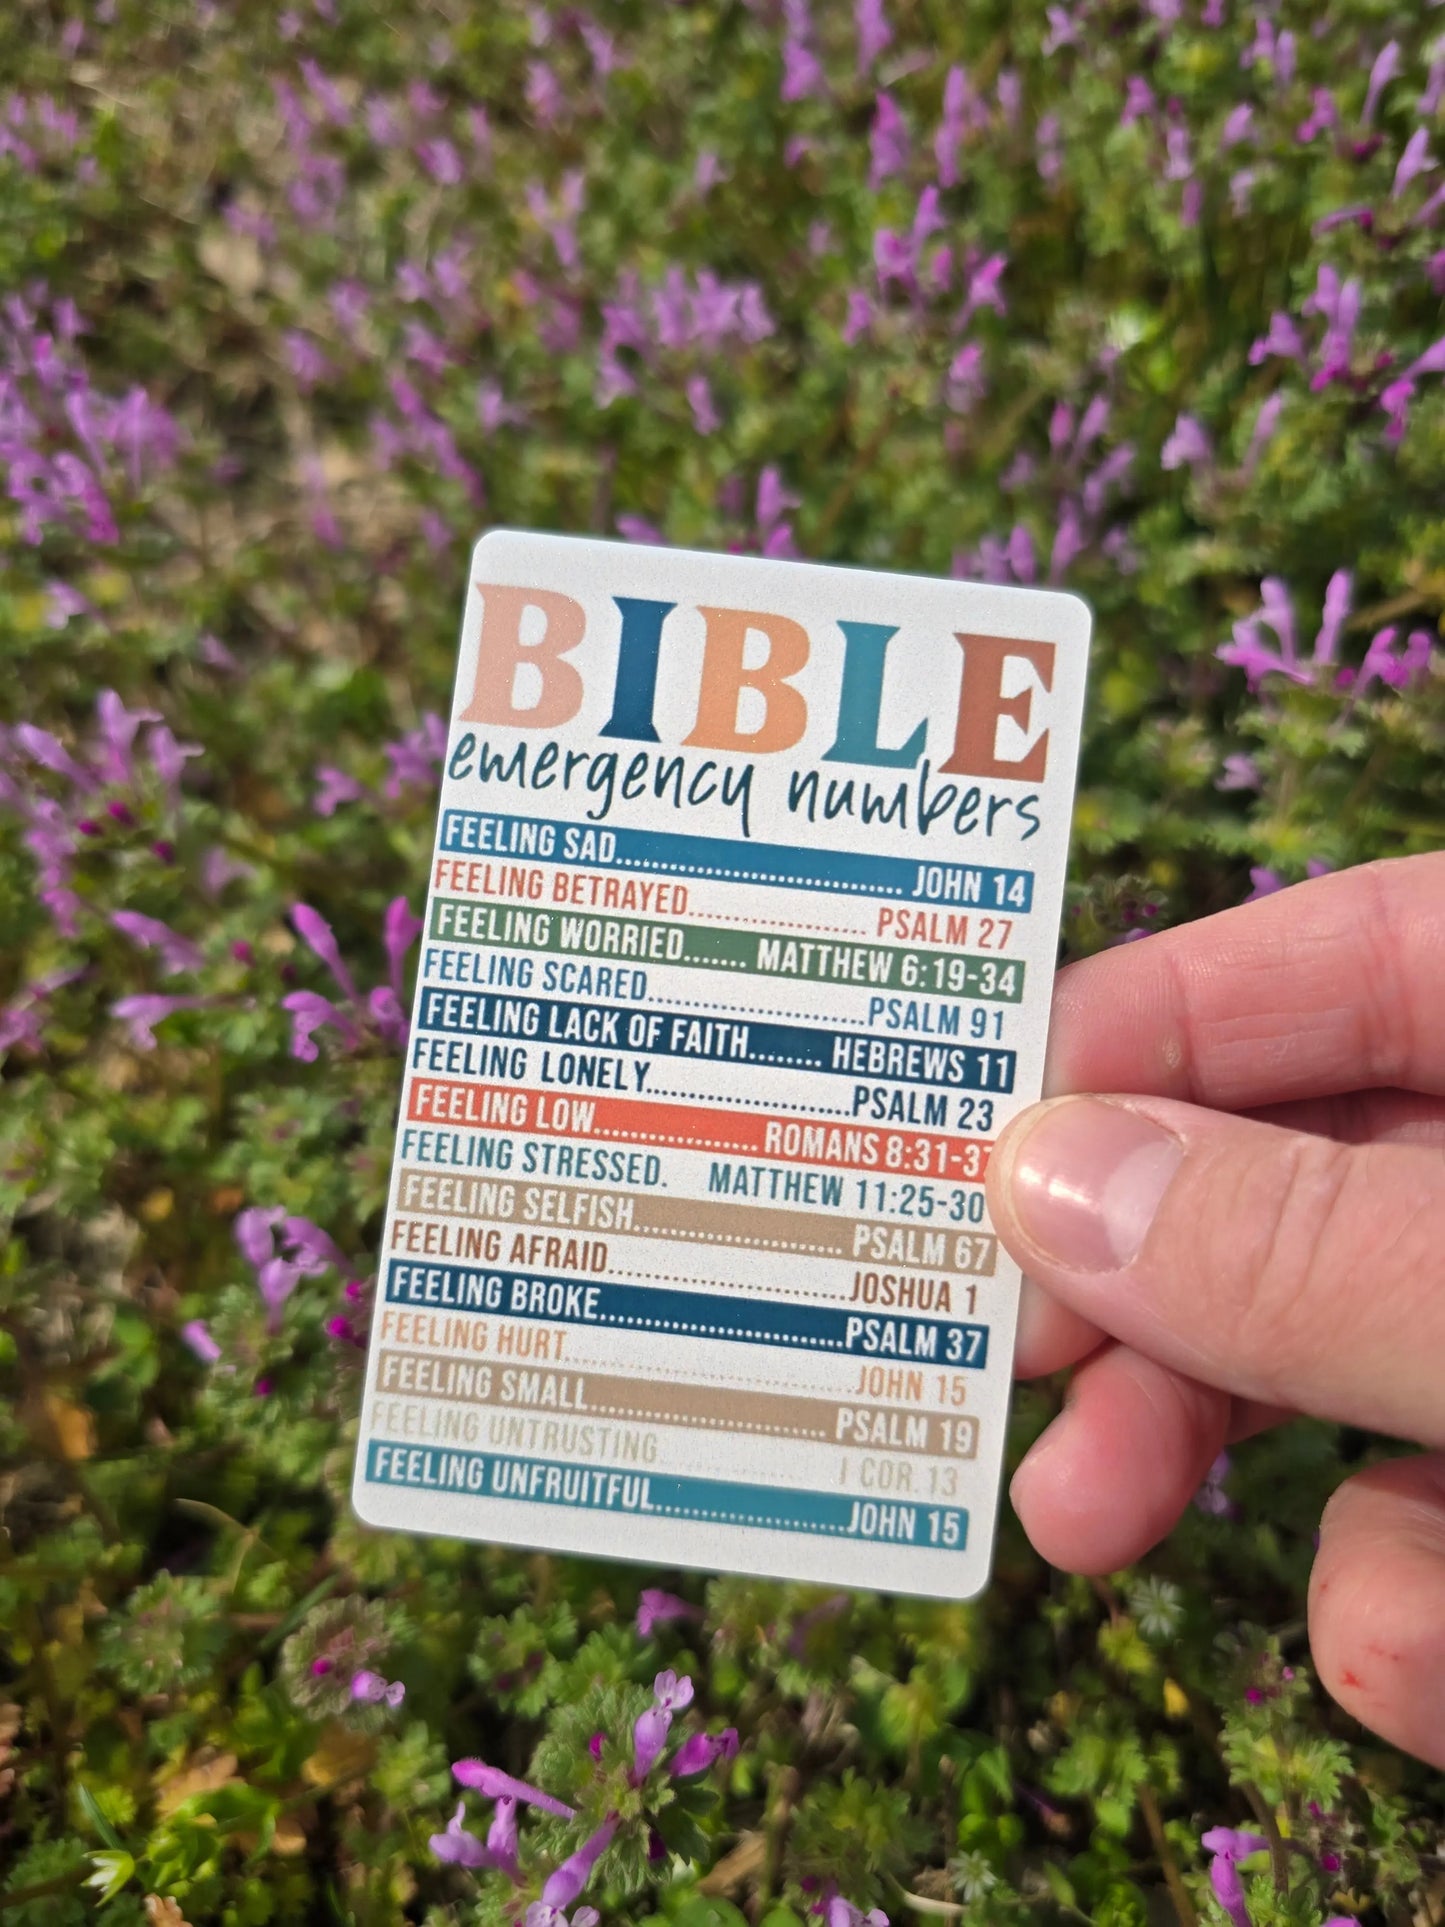 BIBLE
emergency numbers
FEELING SAD.................................... JOHN 14
FEELING BETRAYED...................... PSALM 27
FEELING WORRIED....... MATTHEW 6:19-34
FEELING SCARED...........................PSALM 91
FEELING LACK OF FAITH........ HEBREWS 11
FEELING LONELY.........................PSALM 23
FEELING LOW.................... ROMANS 8:31-37
FEELING STRESSED. MATTHEW 11:25-30
FEELING SELFISH.......................... PSALM 67
FEELING AFRAID.............................JOSHUA 1
FEELING BROKE..............................PSALM 37
FEELING HURT...................................JOHN 15
FEELING SMALL............................. PSALM 19
FEELING UNTRUSTING...................... I COR. 13
FEELING UNFRUITFUL.......................JOHN 15